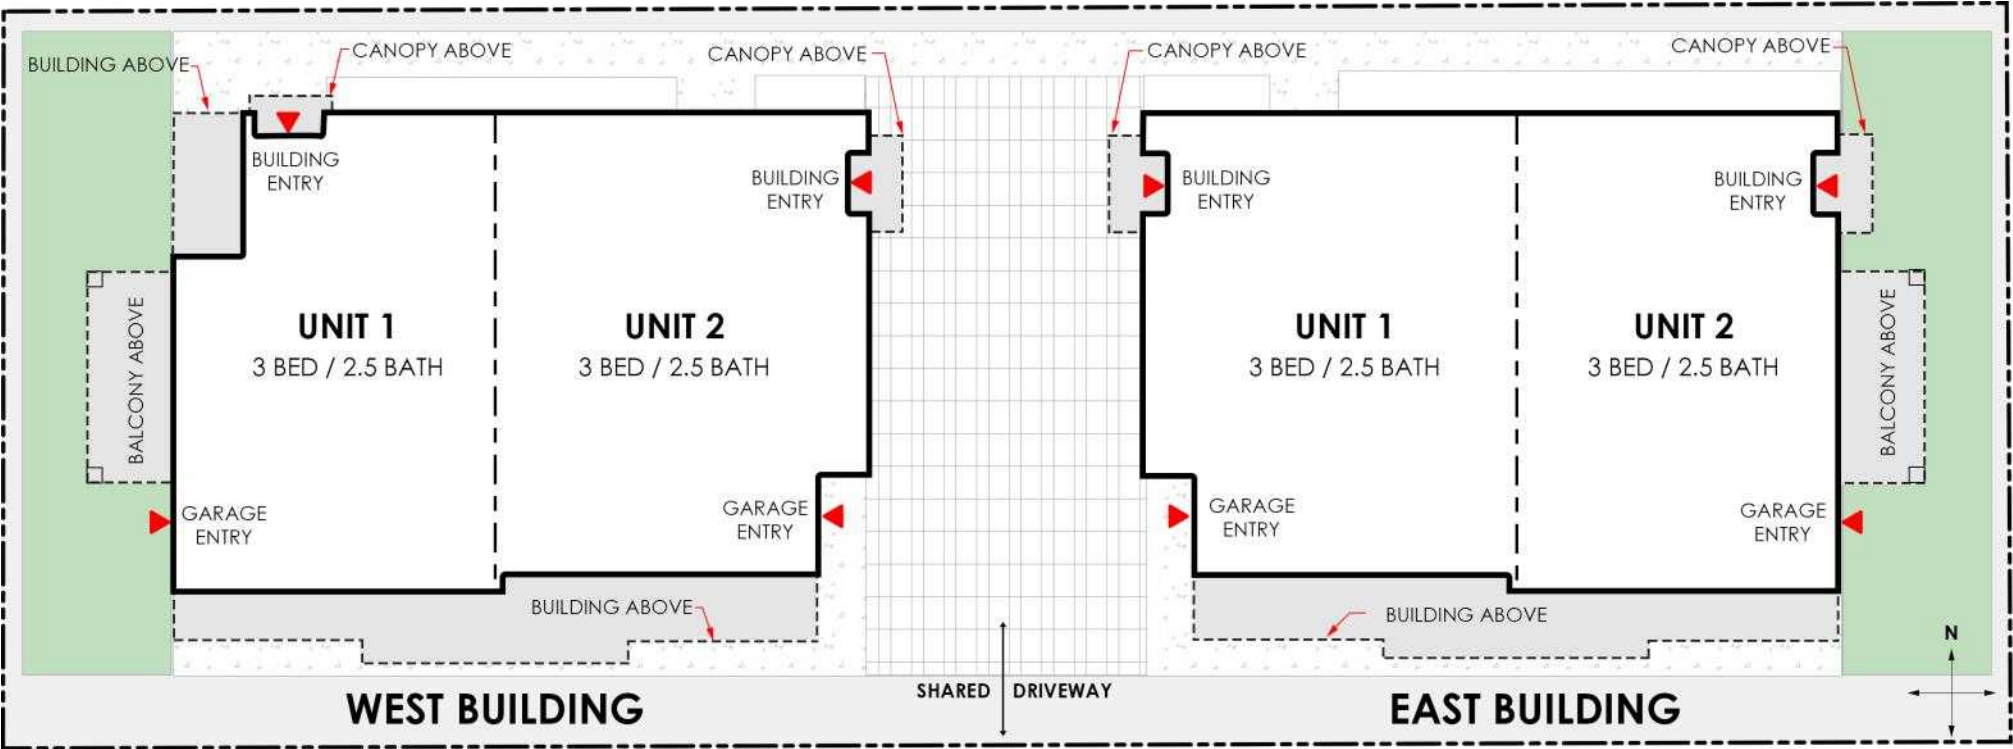 CANOPY ABOVE
CANOPY ABOVE
CANOPY ABOVE
CANOPY ABOVE
BUILDING ABOVE
BUILDING
ENTRY
BUILDING
ENTRY
BUILDING
ENTRY
BUILDING
ENTRY
BALCONY ABOVE
UNIT 1
3 BED / 2.5 BATH
UNIT 2
3 BED / 2.5 BATH
UNIT 1
3 BED / 2.5 BATH
UNIT 2
3 BED / 2.5 BATH
BALCONY ABOVE
GARAGE
ENTRY
GARAGE
ENTRY
GARAGE
ENTRY
GARAGE
ENTRY
BUILDING ABOVE
BUILDING ABOVE
N
WEST BUILDING
SHARED DRIVEWAY
EAST BUILDING